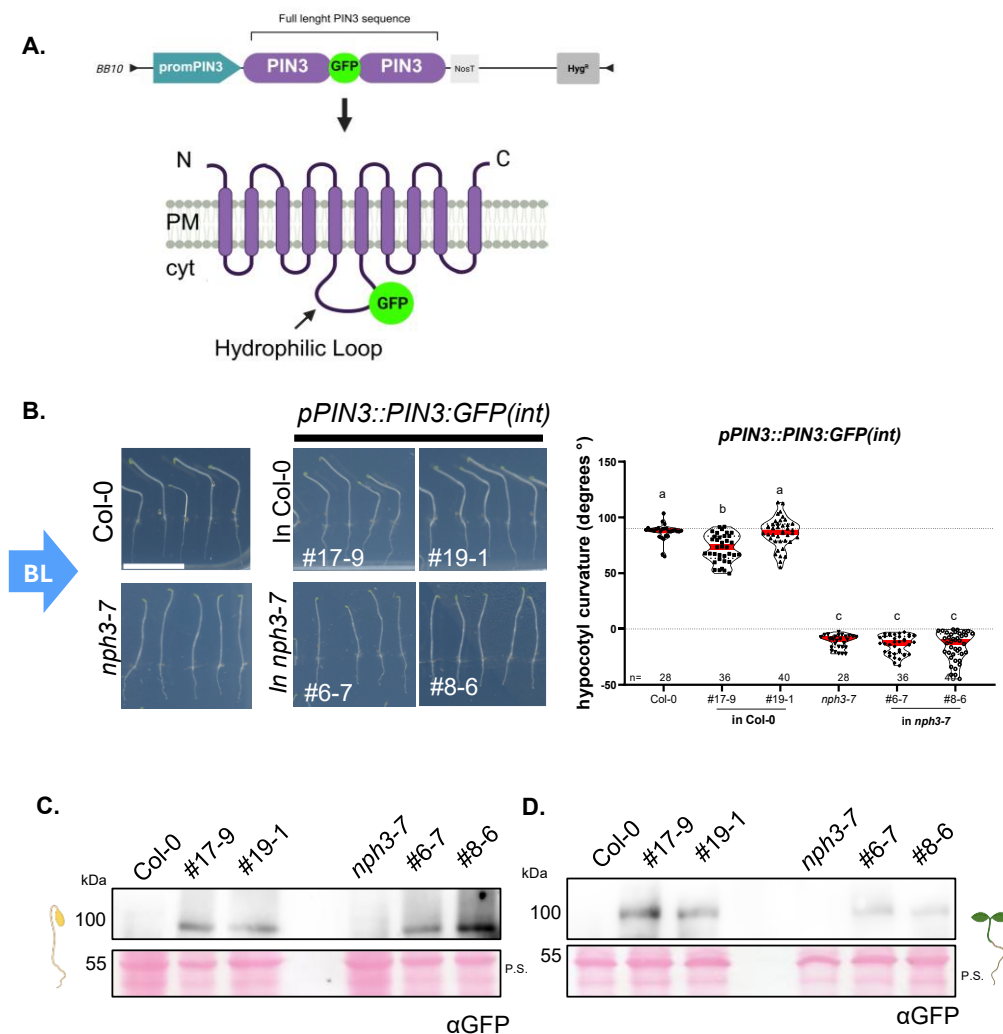 A.
Full lenght PIN3 sequence
BB10
promPIN3
PIN3
GFP
PIN3
NosT
Hygᴿ
N
C
PM
cyt
GFP
Hydrophilic Loop
B.
pPIN3::PIN3:GFP(int)
BL
Col-0
In Col-0
#17-9
#19-1
nph3-7
In nph3-7
#6-7
#8-6
pPIN3::PIN3:GFP(int)
hypocotyl curvature (degrees °)
150
100
50
0
-50
a
b
a
c
c
c
n=
28
36
40
28
36
Col-0
#17-9
#19-1
nph3-7
#6-7
#8-6
in Col-0
in nph3-7
C.
Col-0
#17-9
#19-1
nph3-7
#6-7
#8-6
kDa
100
55
P.S.
αGFP
D.
Col-0
#17-9
#19-1
nph3-7
#6-7
#8-6
kDa
100
55
P.S.
αGFP